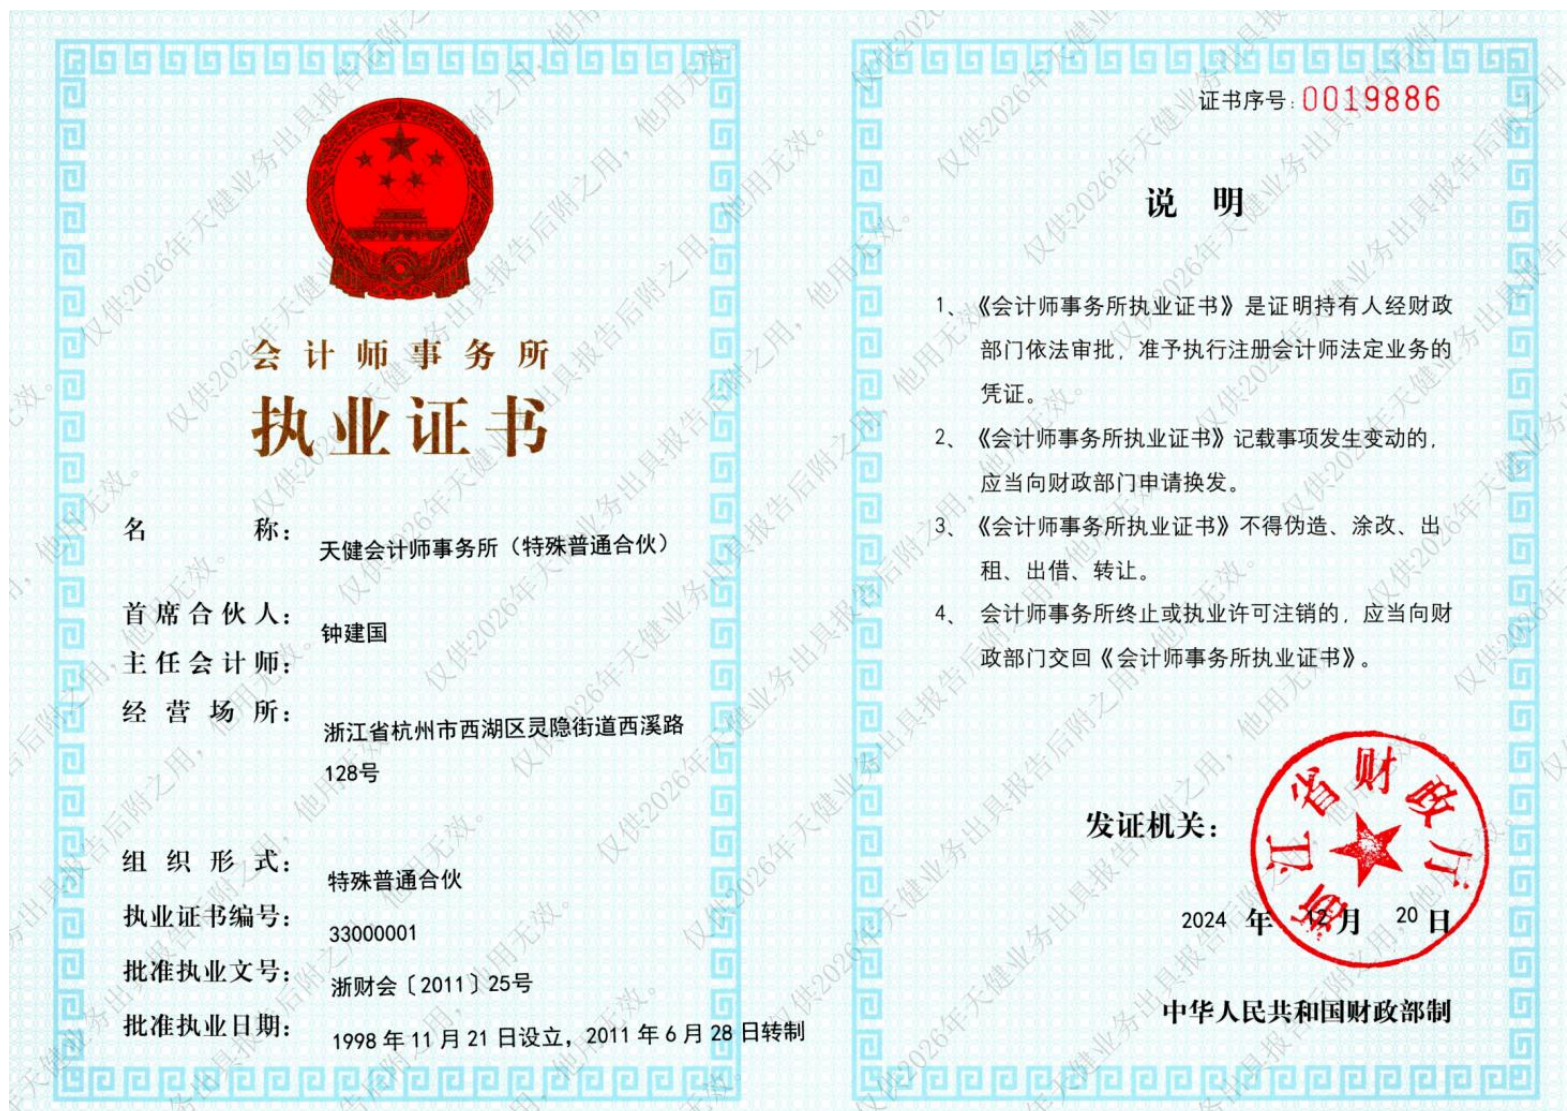 会计师事务所
执业证书
名称：天健会计师事务所（特殊普通合伙）
首席合伙人：钟建国
主任会计师：
经营场所：浙江省杭州市西湖区灵隐街道西溪路
128号
组织形式：特殊普通合伙
执业证书编号：33000001
批准执业文号：浙财会〔2011〕25号
批准执业日期：1998年11月21日设立，2011年6月28日转制
证书序号：0019886
说明
1、《会计师事务所执业证书》是证明持有人经财政
部门依法审批，准予执行注册会计师法定业务的
凭证。
2、《会计师事务所执业证书》记载事项发生变动的，
应当向财政部门申请换发。
3、《会计师事务所执业证书》不得伪造、涂改、出
租、出借、转让。
4、会计师事务所终止或执业许可注销的，应当向财
政部门交回《会计师事务所执业证书》。
发证机关：
浙江省财政厅
2024年12月20日
中华人民共和国财政部制
仅供2026年天健业务出具报告后附之用，他用无效。